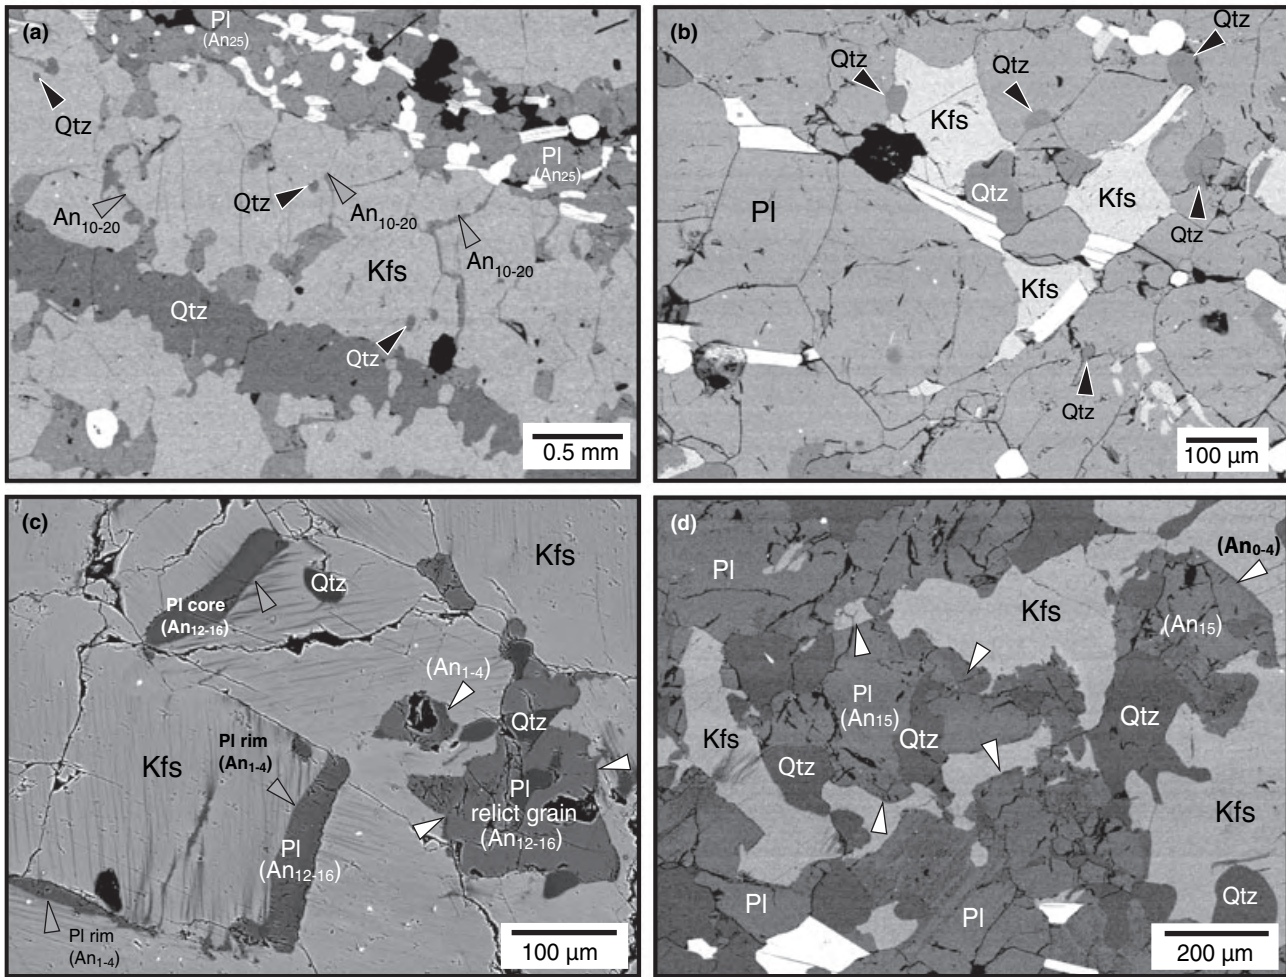 (a)
Pl
(An25)
Qtz
Pl
(An25)
Qtz
An10-20
An10-20
An10-20
Kfs
Qtz
Qtz
0.5 mm
(b)
Qtz
Qtz
Qtz
Kfs
Qtz
Pl
Kfs
Qtz
Kfs
Qtz
100 µm
(c)
Kfs
Qtz
Pl core
(An12-16)
(An1-4)
Qtz
Pl rim
(An1-4)
Kfs
Pl
relict grain
(An12-16)
Pl
(An12-16)
Pl rim
(An1-4)
100 µm
(d)
(An0-4)
Pl
Kfs
(An15)
Pl
(An15)
Kfs
Qtz
Qtz
Qtz
Kfs
Pl
Pl
Qtz
200 µm